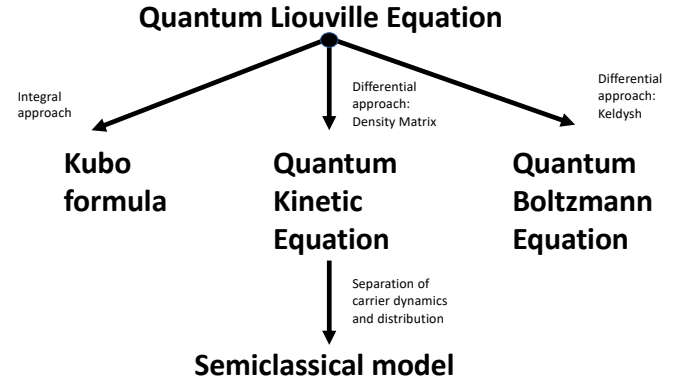 Quantum Liouville Equation
Integral
approach
Differential
approach:
Density Matrix
Differential
approach:
Keldysh
Kubo
formula
Quantum
Kinetic
Equation
Quantum
Boltzmann
Equation
Separation of
carrier dynamics
and distribution
Semiclassical model